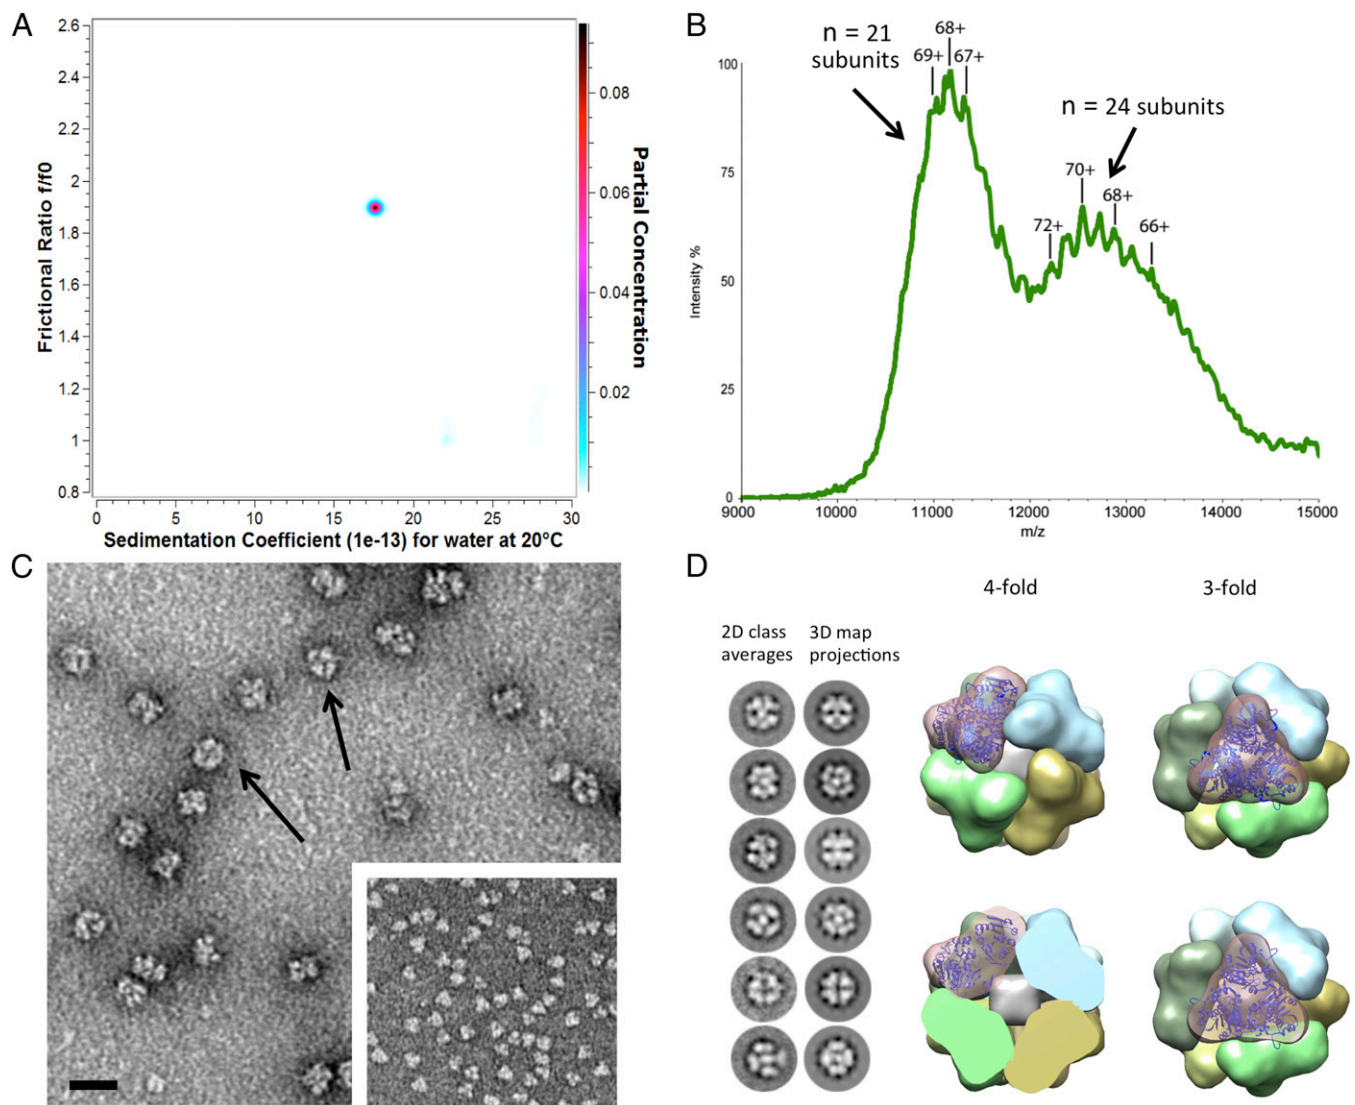 A
2.6
2.4
2.2
2
1.8
1.6
1.4
1.2
1
0.8
Frictional Ratio f/f0
0 5 10 15 20 25 30
Sedimentation Coefficient (1e-13) for water at 20°C
0.08
0.06
0.04
0.02
Partial Concentration
B
n = 21
subunits
68+
69+ 67+
n = 24 subunits
70+
68+
72+ 66+
100
75
50
25
0
Intensity %
9000 10000 11000 12000 13000 14000 15000
m/z
C
D
4-fold 3-fold
2D class
averages
3D map
projections